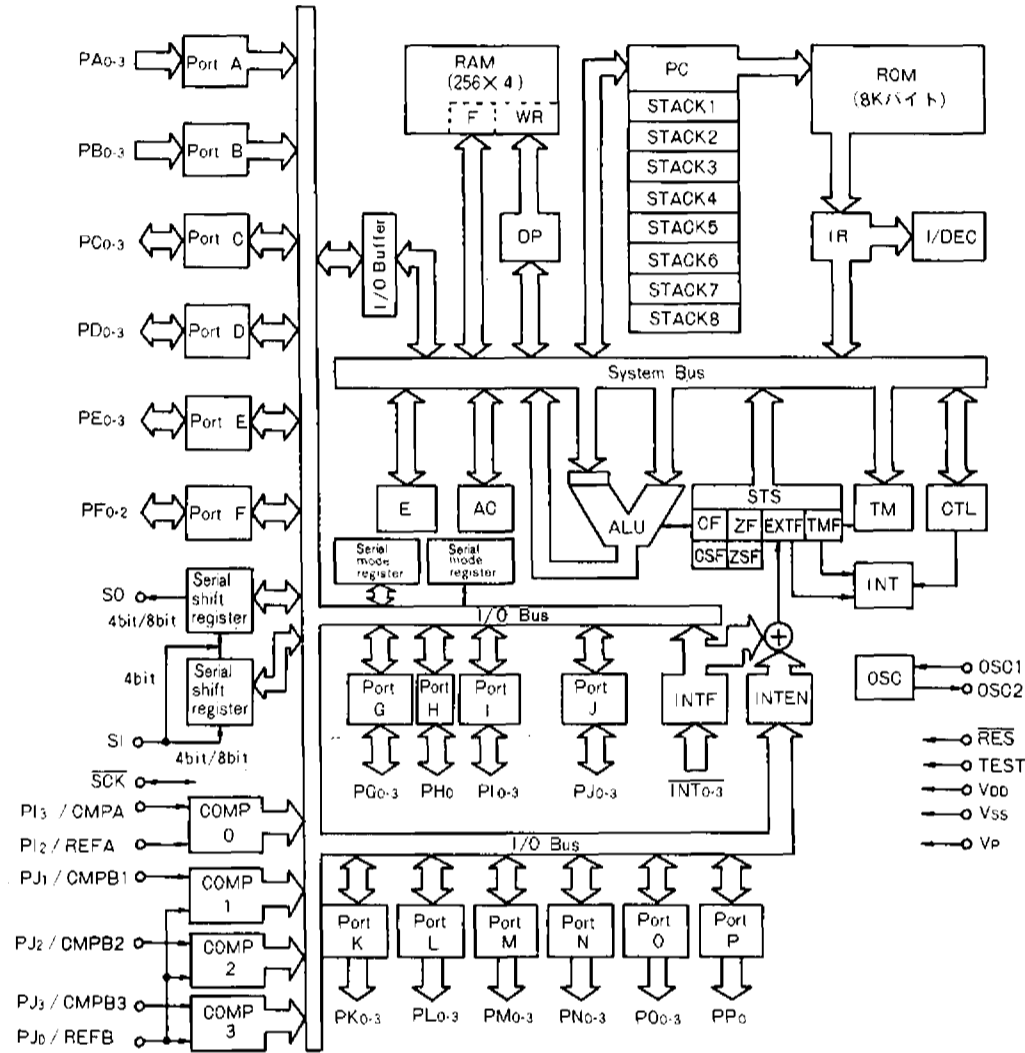 PA0-3
Port A
PB0-3
Port B
PC0-3
Port C
PD0-3
Port D
PE0-3
Port E
PF0-2
Port F
SO
4bit/8bit
Serial
shift
register
4bit
Serial
shift
register
SI
4bit/8bit
SCK
PI3 / CMPA
PI2 / REFA
COMP
0
PJ1 / CMPB1
COMP
1
PJ2 / CMPB2
COMP
2
PJ3 / CMPB3
PJ0 / REFB
COMP
3
I/O Buffer
RAM
(256×4)
F
WR
DP
PC
STACK1
STACK2
STACK3
STACK4
STACK5
STACK6
STACK7
STACK8
ROM
(8Kバイト)
IR
I/DEC
System Bus
E
AC
ALU
STS
CF
ZF
EXTF
TMF
CSF
ZSF
TM
CTL
INT
Serial
mode
register
Serial
mode
register
I/O Bus
Port
G
Port
H
Port
I
Port
J
INTF
INTEN
PG0-3
PH0
PI0-3
PJ0-3
INT0-3
OSC
OSC1
OSC2
RES
TEST
VDD
VSS
VP
I/O Bus
Port
K
Port
L
Port
M
Port
N
Port
O
Port
P
PK0-3
PL0-3
PM0-3
PN0-3
PO0-3
PP0